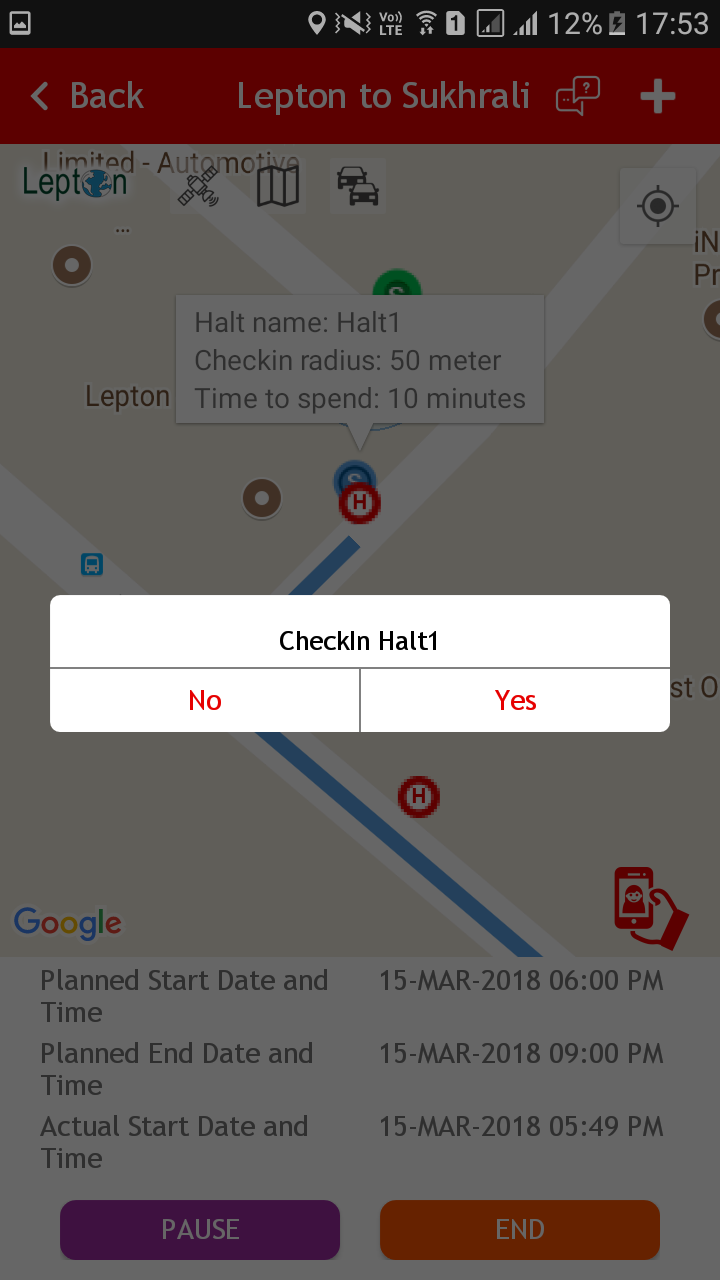 Vo)) LTE 1 12% 17:53
Back Lepton to Sukhrali ?
Limited - Automotive
Lepton
...
iN
Pr
S
Halt name: Halt1
Checkin radius: 50 meter
Time to spend: 10 minutes
Lepton
S
H
CheckIn Halt1
No Yes
st O
H
Google
Planned Start Date and Time 15-MAR-2018 06:00 PM
Planned End Date and Time 15-MAR-2018 09:00 PM
Actual Start Date and Time 15-MAR-2018 05:49 PM
PAUSE END